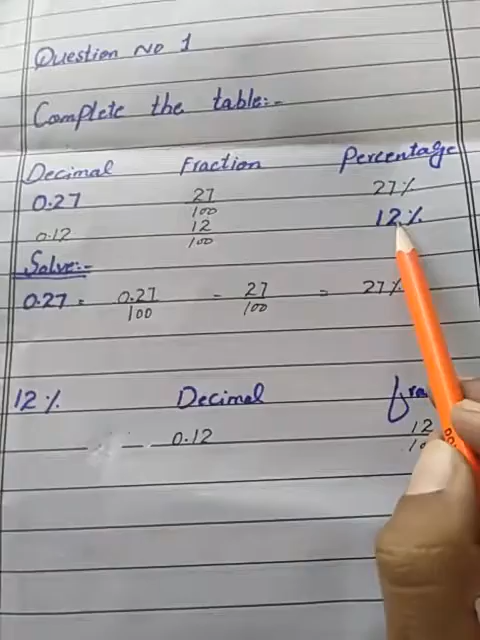 Question No 1
Complete the table:-
Decimal Fraction Percentage
0.27 27/100 27%
0.12 12/100 12%
Solve:-
0.27 = 0.27/100 - 27/100 = 27%
12% Decimal
0.12 12